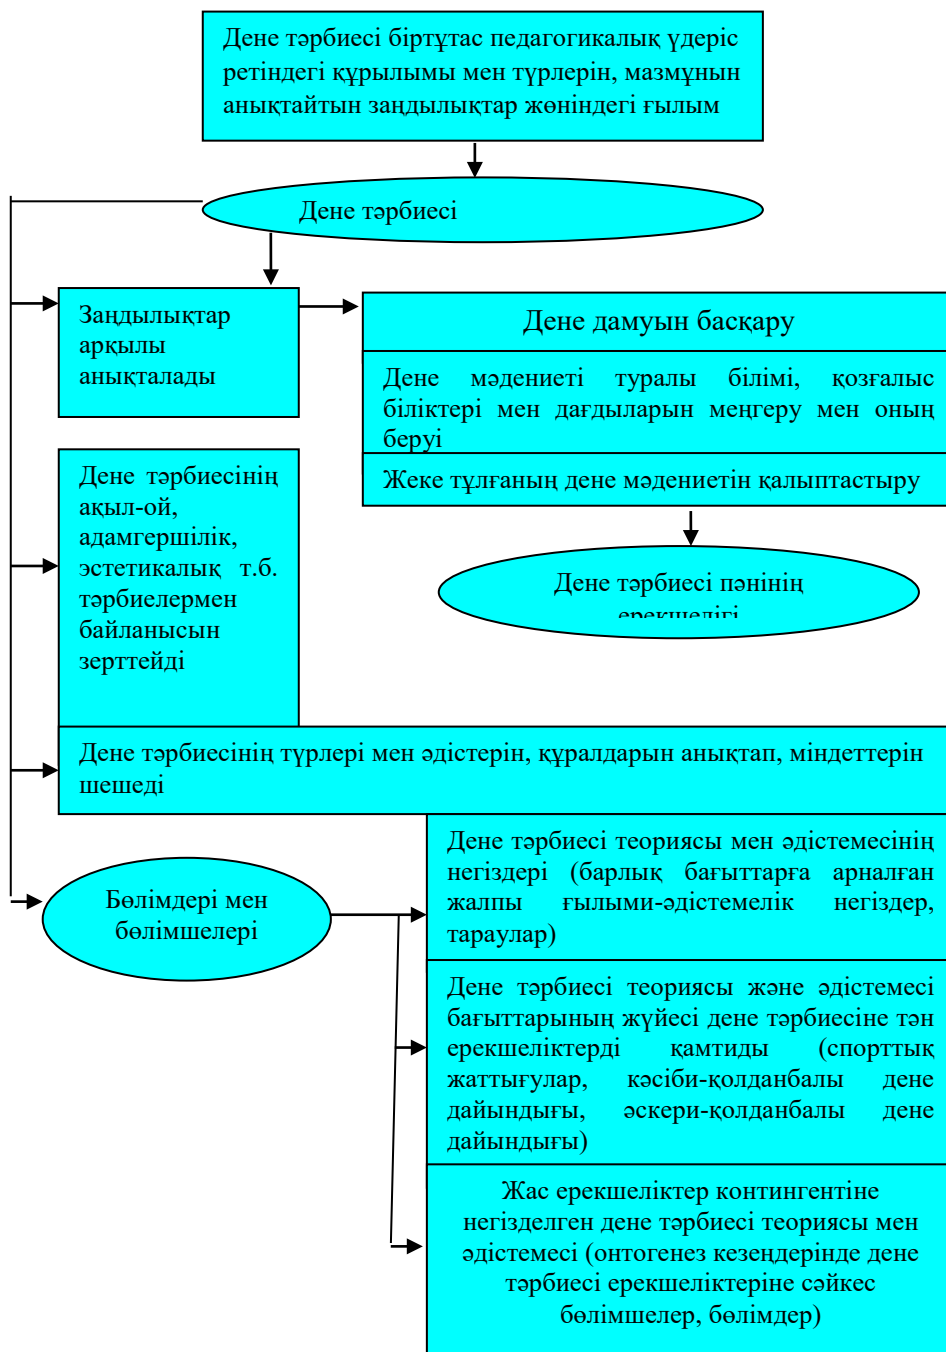 Дене тәрбиесі біртұтас педагогикалық үдеріс
ретіндегі құрылымы мен түрлерін, мазмұнын
анықтайтын заңдылықтар жөніндегі ғылым
Дене тәрбиесі
Заңдылықтар
арқылы
анықталады
Дене дамуын басқару
Дене мәдениеті туралы білімі, қозғалыс
біліктері мен дағдыларын меңгеру мен оның
беруі
Жеке тұлғаның дене мәдениетін қалыптастыру
Дене тәрбиесі пәнінің
ерекшелігі
Дене тәрбиесінің
ақыл-ой,
адамгершілік,
эстетикалық т.б.
тәрбиелермен
байланысын
зерттейді
Дене тәрбиесінің түрлері мен әдістерін, құралдарын анықтап, міндеттерін
шешеді
Бөлімдері мен
бөлімшелері
Дене тәрбиесі теориясы мен әдістемесінің
негіздері (барлық бағыттарға арналған
жалпы ғылыми-әдістемелік негіздер,
тараулар)
Дене тәрбиесі теориясы және әдістемесі
бағыттарының жүйесі дене тәрбиесіне тән
ерекшеліктерді қамтиды (спорттық
жаттығулар, кәсіби-қолданбалы дене
дайындығы, әскери-қолданбалы дене
дайындығы)
Жас ерекшеліктер контингентіне
негізделген дене тәрбиесі теориясы мен
әдістемесі (онтогенез кезеңдерінде дене
тәрбиесі ерекшеліктеріне сәйкес
бөлімшелер, бөлімдер)